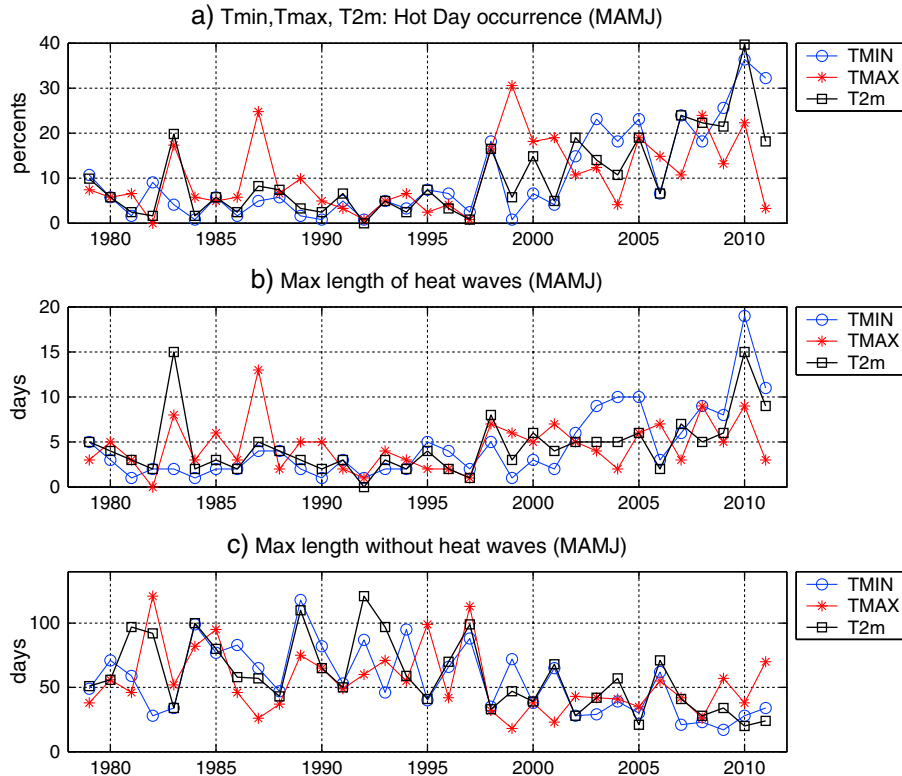 a) Tmin,Tmax, T2m: Hot Day occurrence (MAMJ)
percents
40
30
20
10
0
1980 1985 1990 1995 2000 2005 2010
TMIN
TMAX
T2m
b) Max length of heat waves (MAMJ)
days
20
15
10
5
0
1980 1985 1990 1995 2000 2005 2010
TMIN
TMAX
T2m
c) Max length without heat waves (MAMJ)
days
100
50
0
1980 1985 1990 1995 2000 2005 2010
TMIN
TMAX
T2m